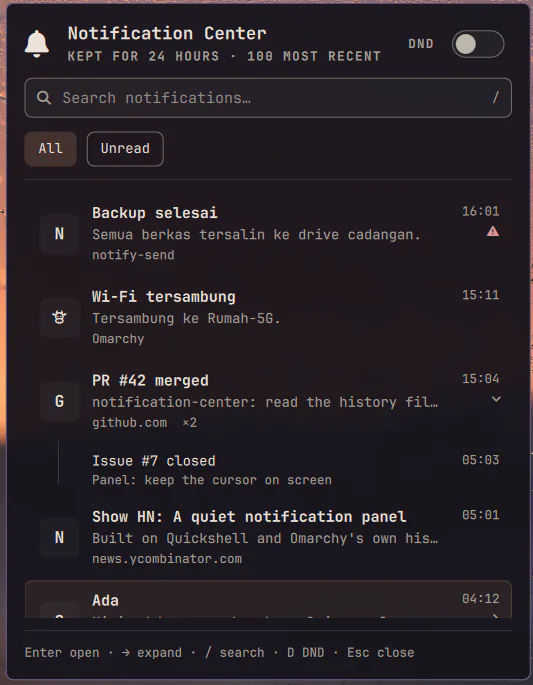 Notification Center
KEPT FOR 24 HOURS · 100 MOST RECENT
DND
Search notifications…
/
All
Unread
N
Backup selesai
16:01
Semua berkas tersalin ke drive cadangan.
notify-send
Wi-Fi tersambung
15:11
Tersambung ke Rumah-5G.
Omarchy
G
PR #42 merged
15:04
notification-center: read the history fil…
github.com ×2
Issue #7 closed
05:03
Panel: keep the cursor on screen
N
Show HN: A quiet notification panel
05:01
Built on Quickshell and Omarchy's own his…
news.ycombinator.com
Ada
04:12
Enter open · → expand · / search · D DND · Esc close